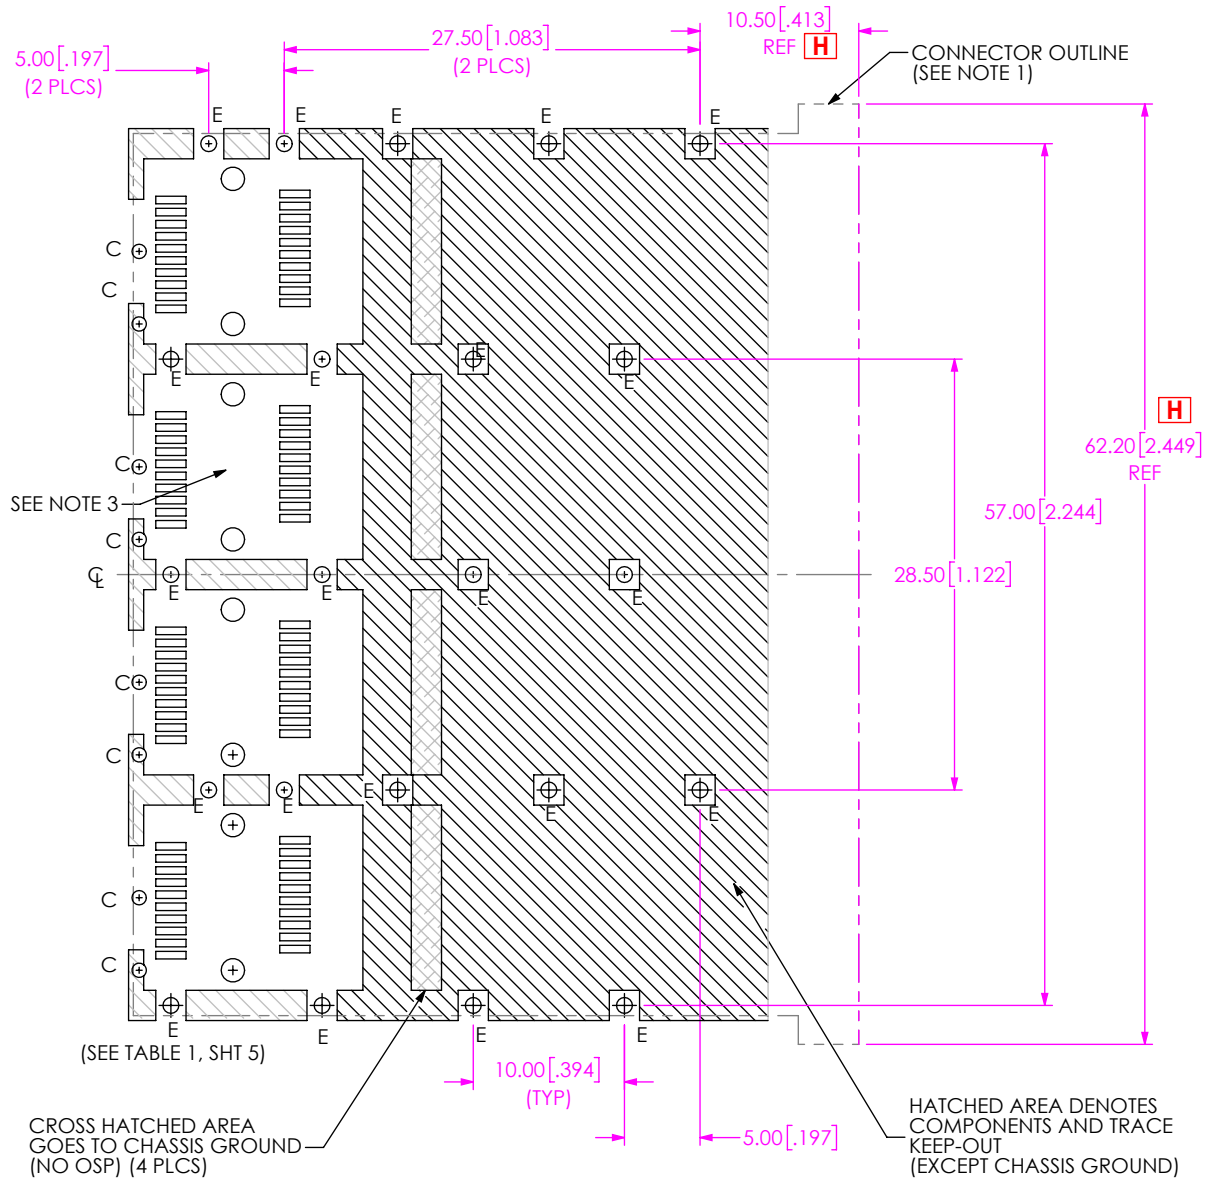 10.50[.413]
REF H
27.50[1.083]
(2 PLCS)
5.00[.197]
(2 PLCS)
CONNECTOR OUTLINE
(SEE NOTE 1)
E E E E E
C
C
E E E E
H
62.20[2.449]
REF
C
SEE NOTE 3
57.00[2.244]
C
℄
28.50[1.122]
E E E E
C
C
E E E E E
C
C
E E E E
(SEE TABLE 1, SHT 5)
10.00[.394]
(TYP)
5.00[.197]
CROSS HATCHED AREA
GOES TO CHASSIS GROUND
(NO OSP) (4 PLCS)
HATCHED AREA DENOTES
COMPONENTS AND TRACE
KEEP-OUT
(EXCEPT CHASSIS GROUND)